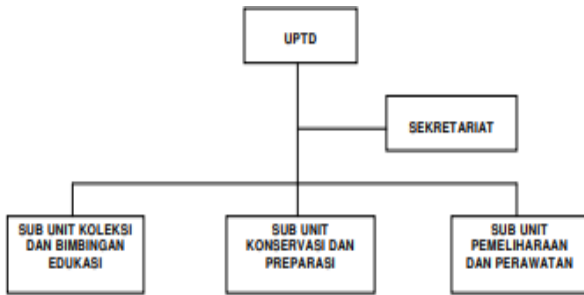 UPTD
SEKRETARIAT
SUB UNIT KOLEKSI
DAN BIMBINGAN
EDUKASI
SUB UNIT
KONSERVASI DAN
PREPARASI
SUB UNIT
PEMELIHARAAN
DAN PERAWATAN